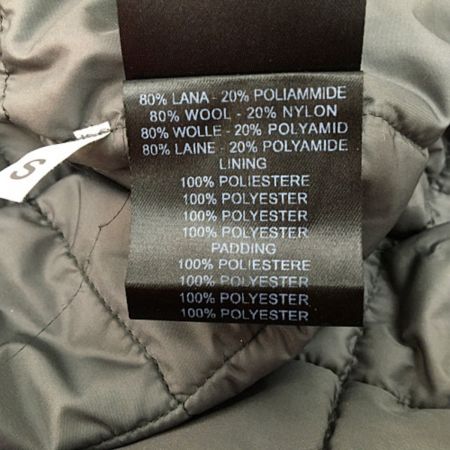 80% LANA - 20% POLIAMMIDE
80% WOOL - 20% NYLON
80% WOLLE - 20% POLYAMID
80% LAINE - 20% POLYAMIDE
LINING
100% POLIESTERE
100% POLYESTER
100% POLYESTER
100% POLYESTER
PADDING
100% POLIESTERE
100% POLYESTER
100% POLYESTER
100% POLYESTER
S